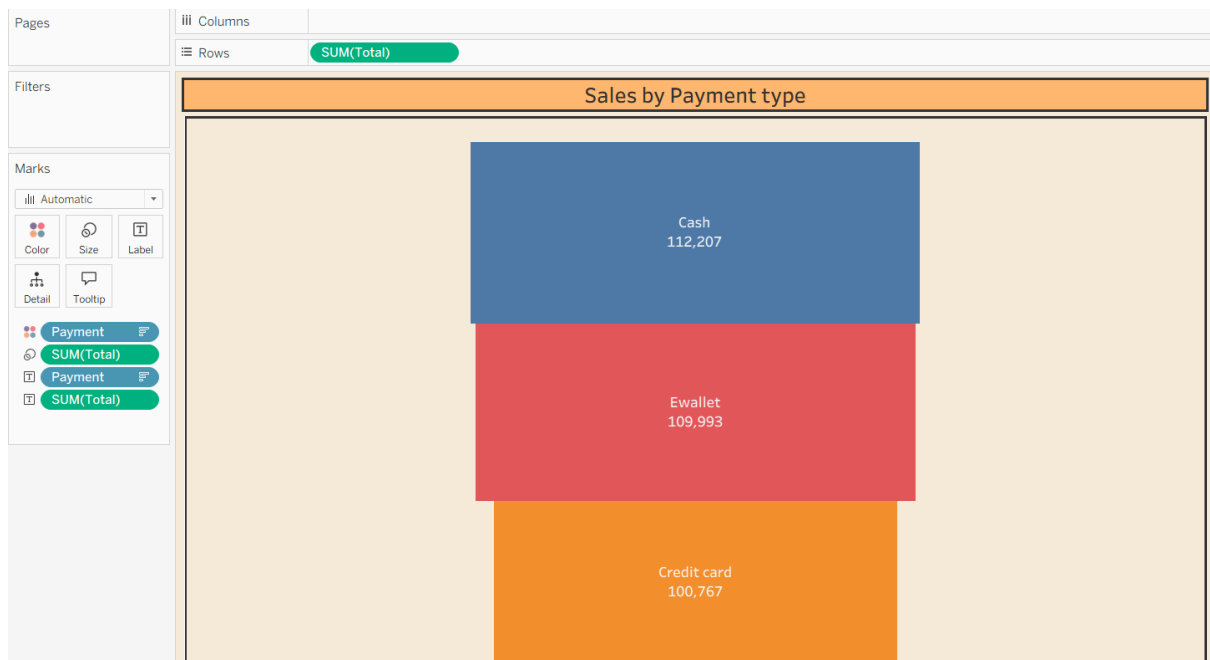 Pages
Columns
Rows
SUM(Total)
Filters
Sales by Payment type
Marks
Automatic
Color
Size
Label
Detail
Tooltip
Payment
SUM(Total)
Payment
SUM(Total)
Cash
112,207
Ewallet
109,993
Credit card
100,767